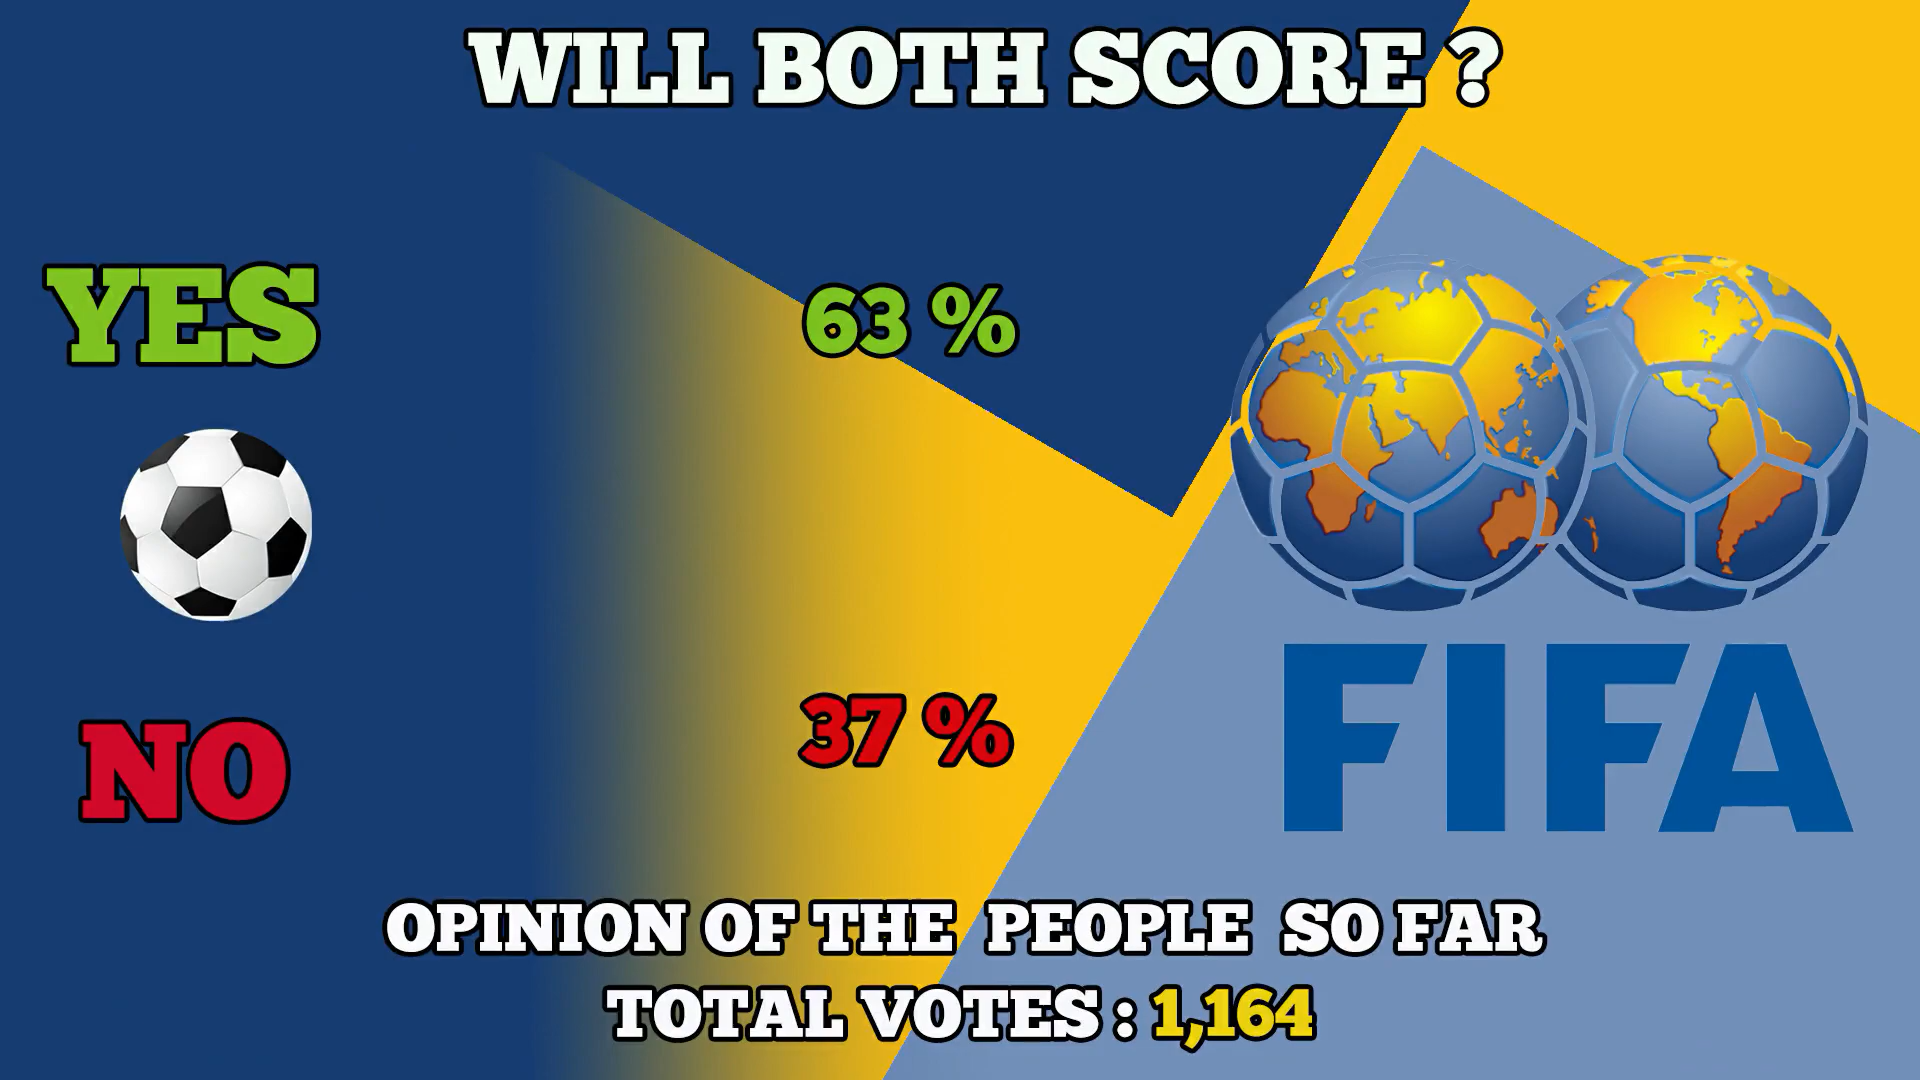 WILL BOTH SCORE ?
YES
63 %
NO
37 %
FIFA
OPINION OF THE PEOPLE SO FAR
TOTAL VOTES : 1,164